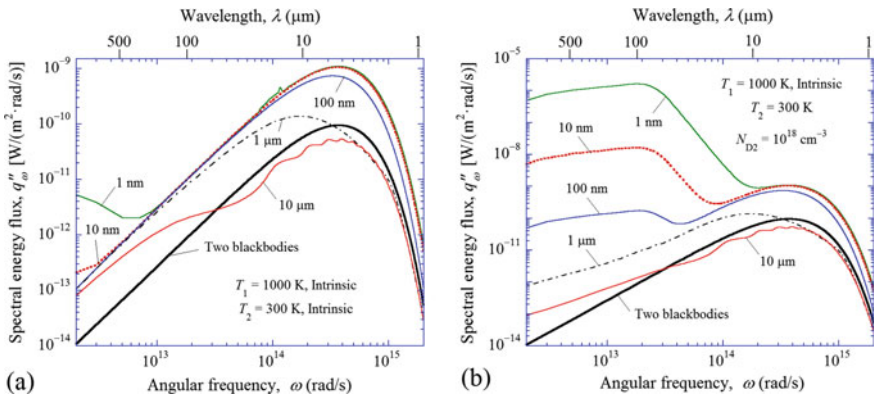 Wavelength, λ (μm)
500 100 10 1
Spectral energy flux, q″ω [W/(m²·rad/s)]
10⁻⁹
10⁻¹⁰
10⁻¹¹
10⁻¹²
10⁻¹³
10⁻¹⁴
100 nm
1 μm
1 nm
10 μm
10 nm
Two blackbodies
T₁ = 1000 K, Intrinsic
T₂ = 300 K, Intrinsic
10¹³ 10¹⁴ 10¹⁵
(a) Angular frequency, ω (rad/s)
Wavelength, λ (μm)
500 100 10 1
Spectral energy flux, q″ω [W/(m²·rad/s)]
10⁻⁵
10⁻⁸
10⁻¹¹
10⁻¹⁴
T₁ = 1000 K, Intrinsic
T₂ = 300 K
N_D2 = 10¹⁸ cm⁻³
1 nm
10 nm
100 nm
1 μm
10 μm
Two blackbodies
10¹³ 10¹⁴ 10¹⁵
(b) Angular frequency, ω (rad/s)